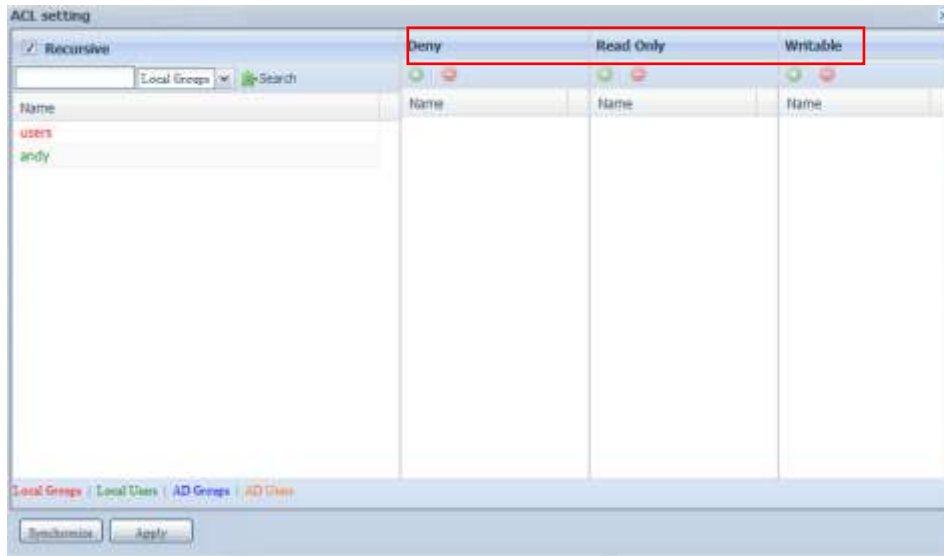 ACL setting
Recursive
Deny
Read Only
Writable
Local Groups
Search
Name
Name
Name
Name
users
andy
Local Groups | Local Users | AD Groups | AD Users
Synchronize
Apply